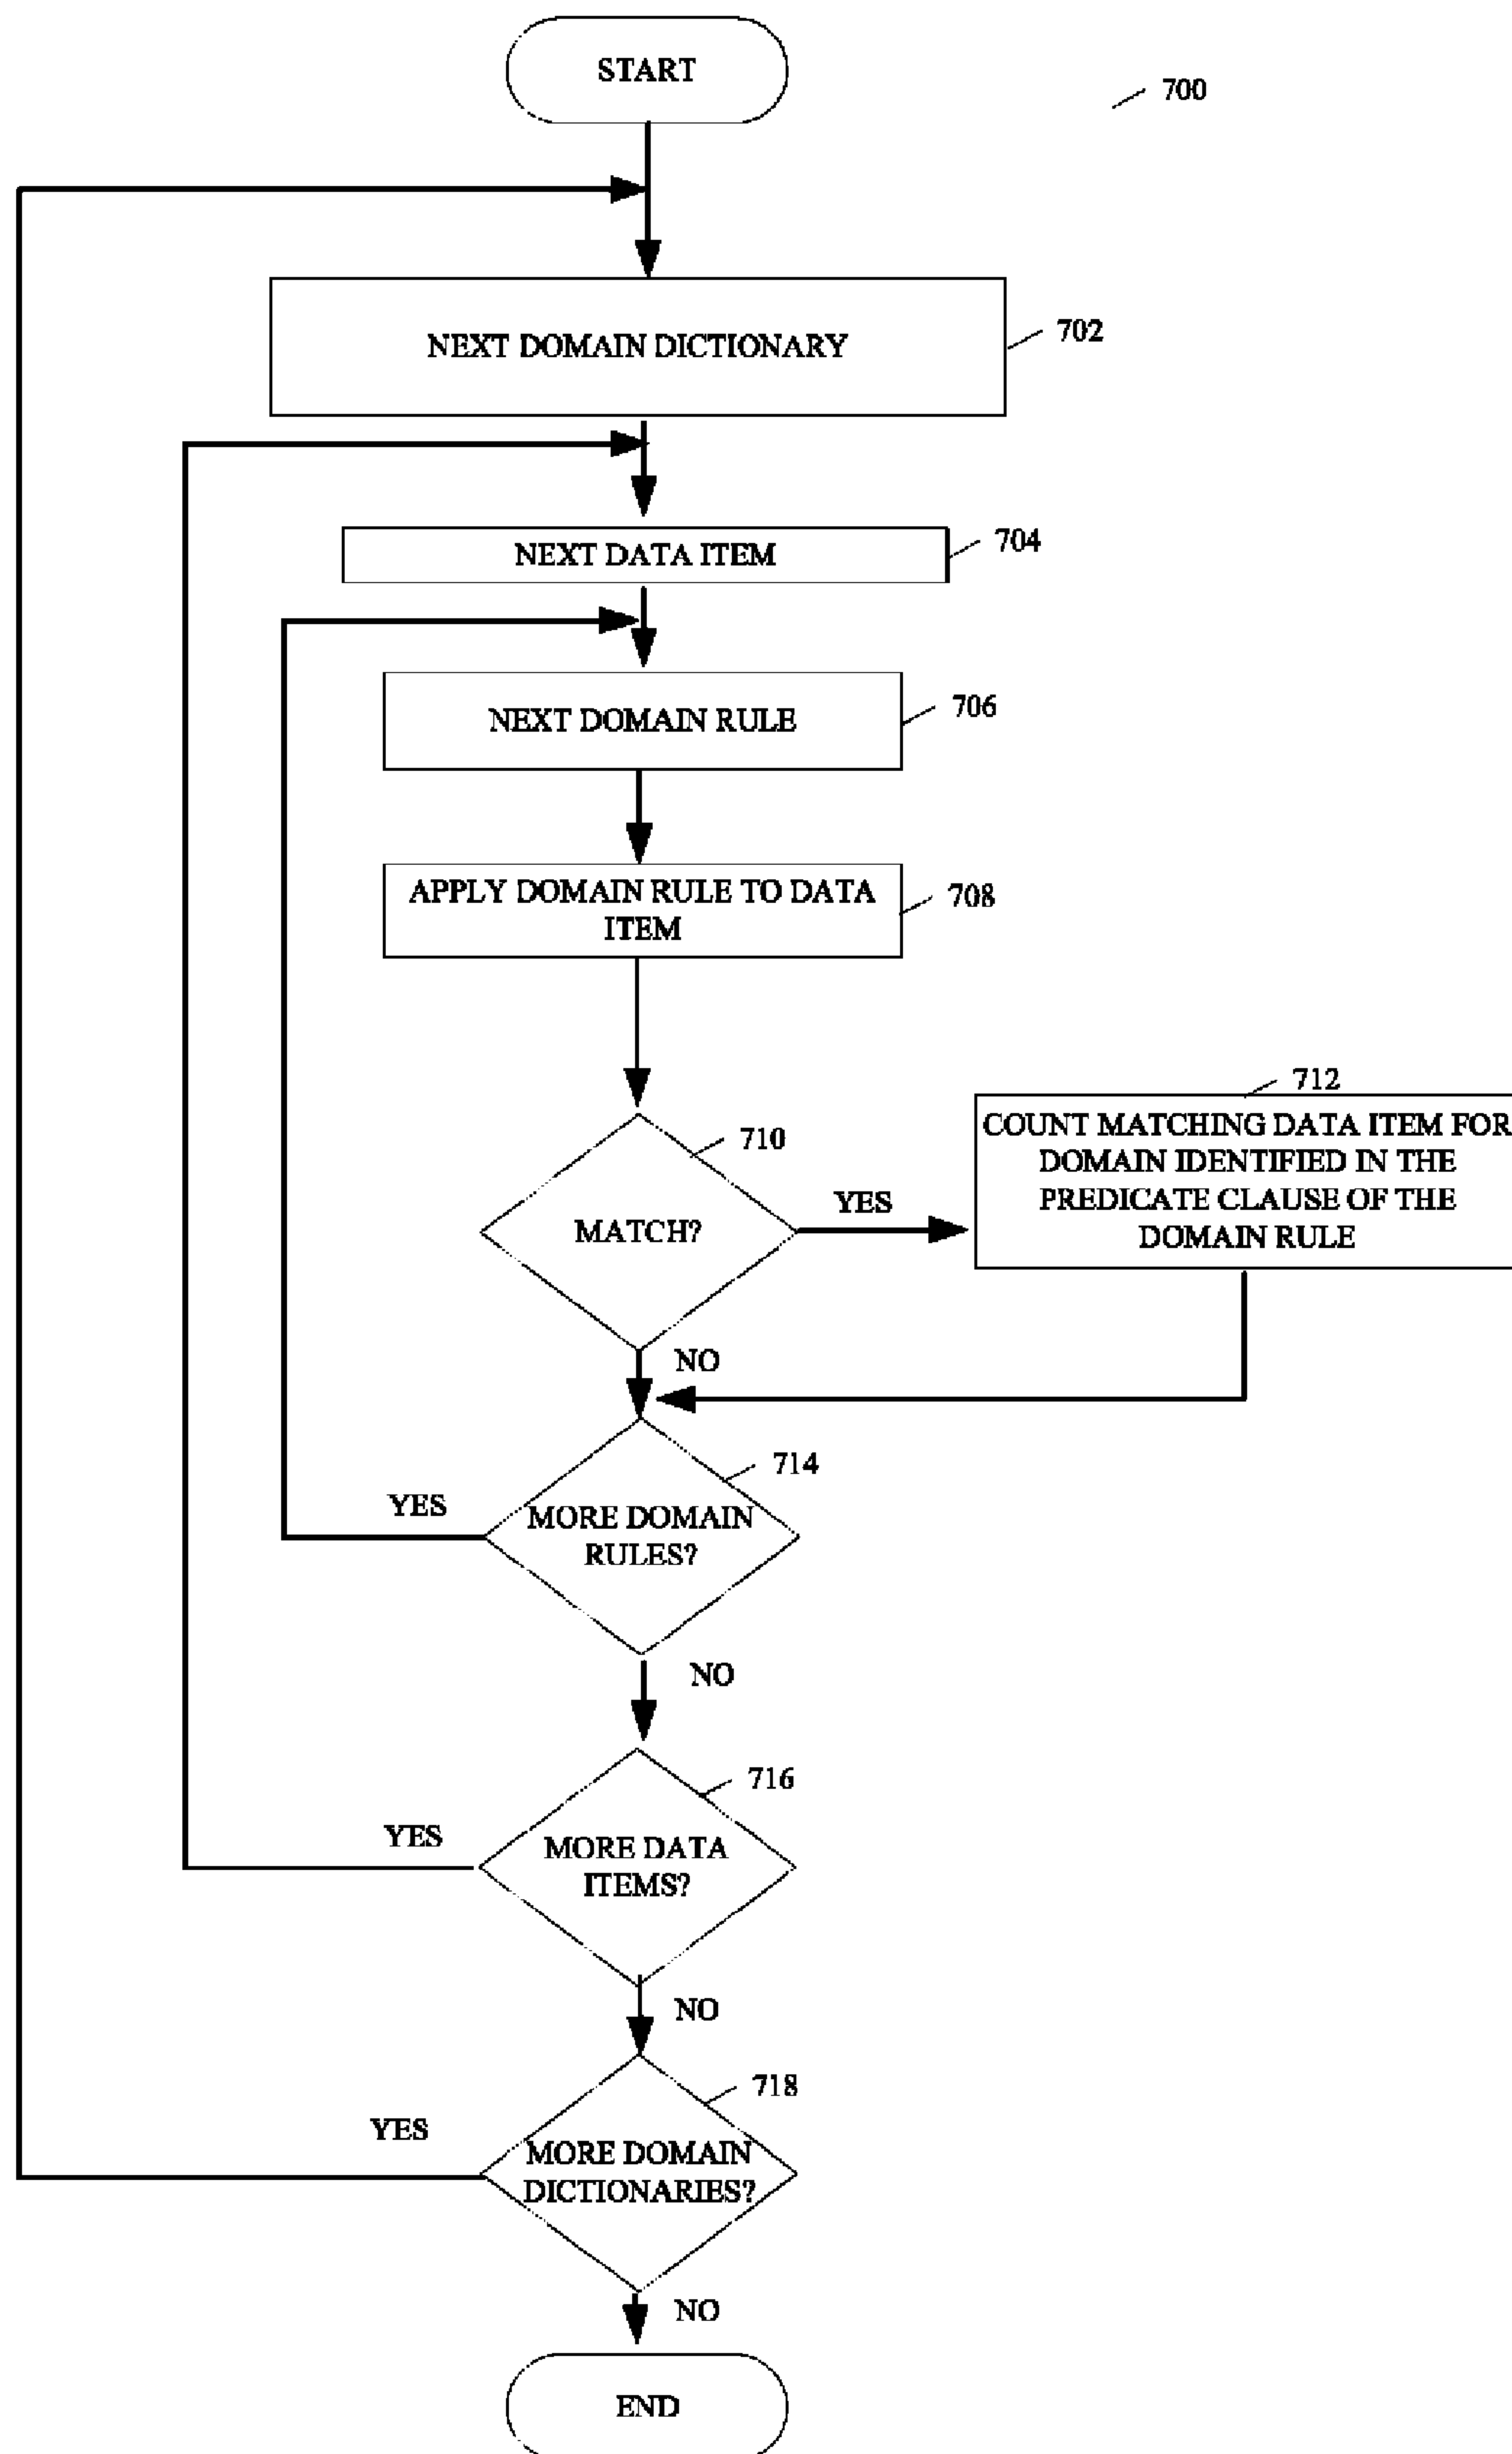 START
700
NEXT DOMAIN DICTIONARY
702
NEXT DATA ITEM
704
NEXT DOMAIN RULE
706
APPLY DOMAIN RULE TO DATA
ITEM
708
710
MATCH?
YES
712
COUNT MATCHING DATA ITEM FOR
DOMAIN IDENTIFIED IN THE
PREDICATE CLAUSE OF THE
DOMAIN RULE
NO
714
YES
MORE DOMAIN
RULES?
NO
716
YES
MORE DATA
ITEMS?
NO
718
YES
MORE DOMAIN
DICTIONARIES?
NO
END